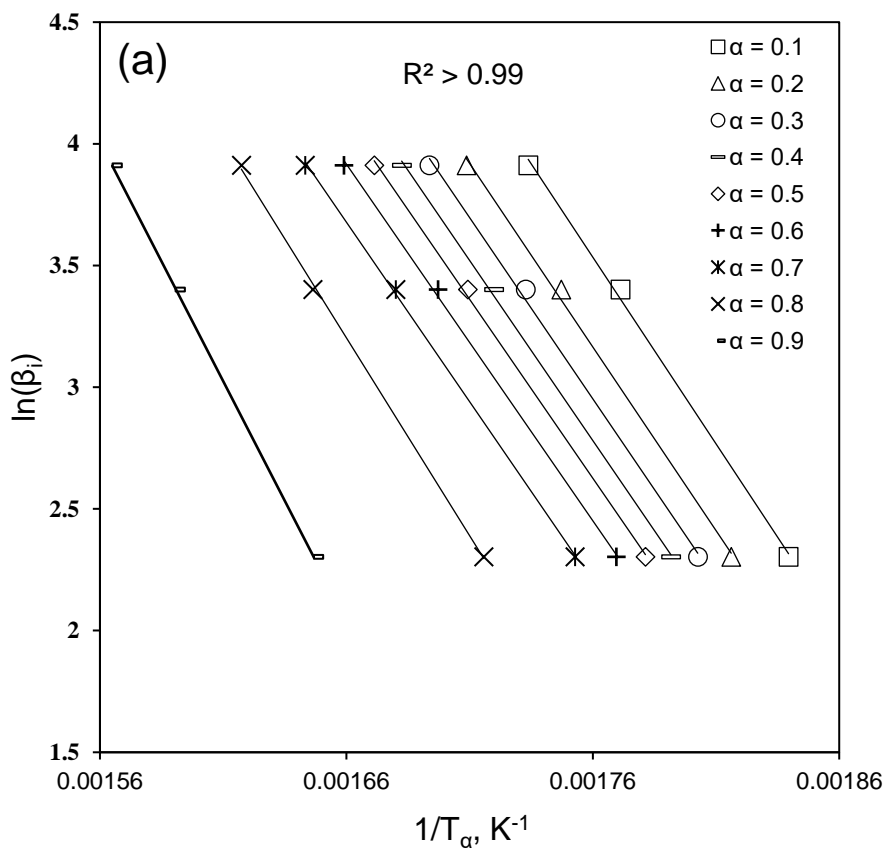 (a)
R² > 0.99
α = 0.1
α = 0.2
α = 0.3
α = 0.4
α = 0.5
α = 0.6
α = 0.7
α = 0.8
α = 0.9
4.5
4
3.5
3
2.5
2
1.5
ln(βi)
0.00156 0.00166 0.00176 0.00186
1/Tα, K⁻¹